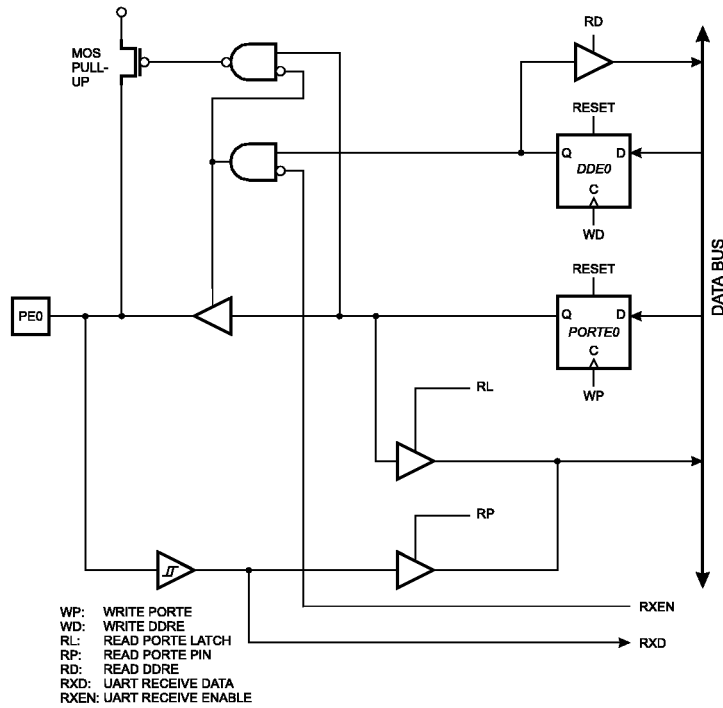 RD
MOS
PULL-
UP
RESET
Q
D
DDE0
C
WD
DATA BUS
RESET
PE0
Q
D
PORTE0
C
WP
RL
RP
RXEN
RXD
WP: WRITE PORTE
WD: WRITE DDRE
RL: READ PORTE LATCH
RP: READ PORTE PIN
RD: READ DDRE
RXD: UART RECEIVE DATA
RXEN: UART RECEIVE ENABLE